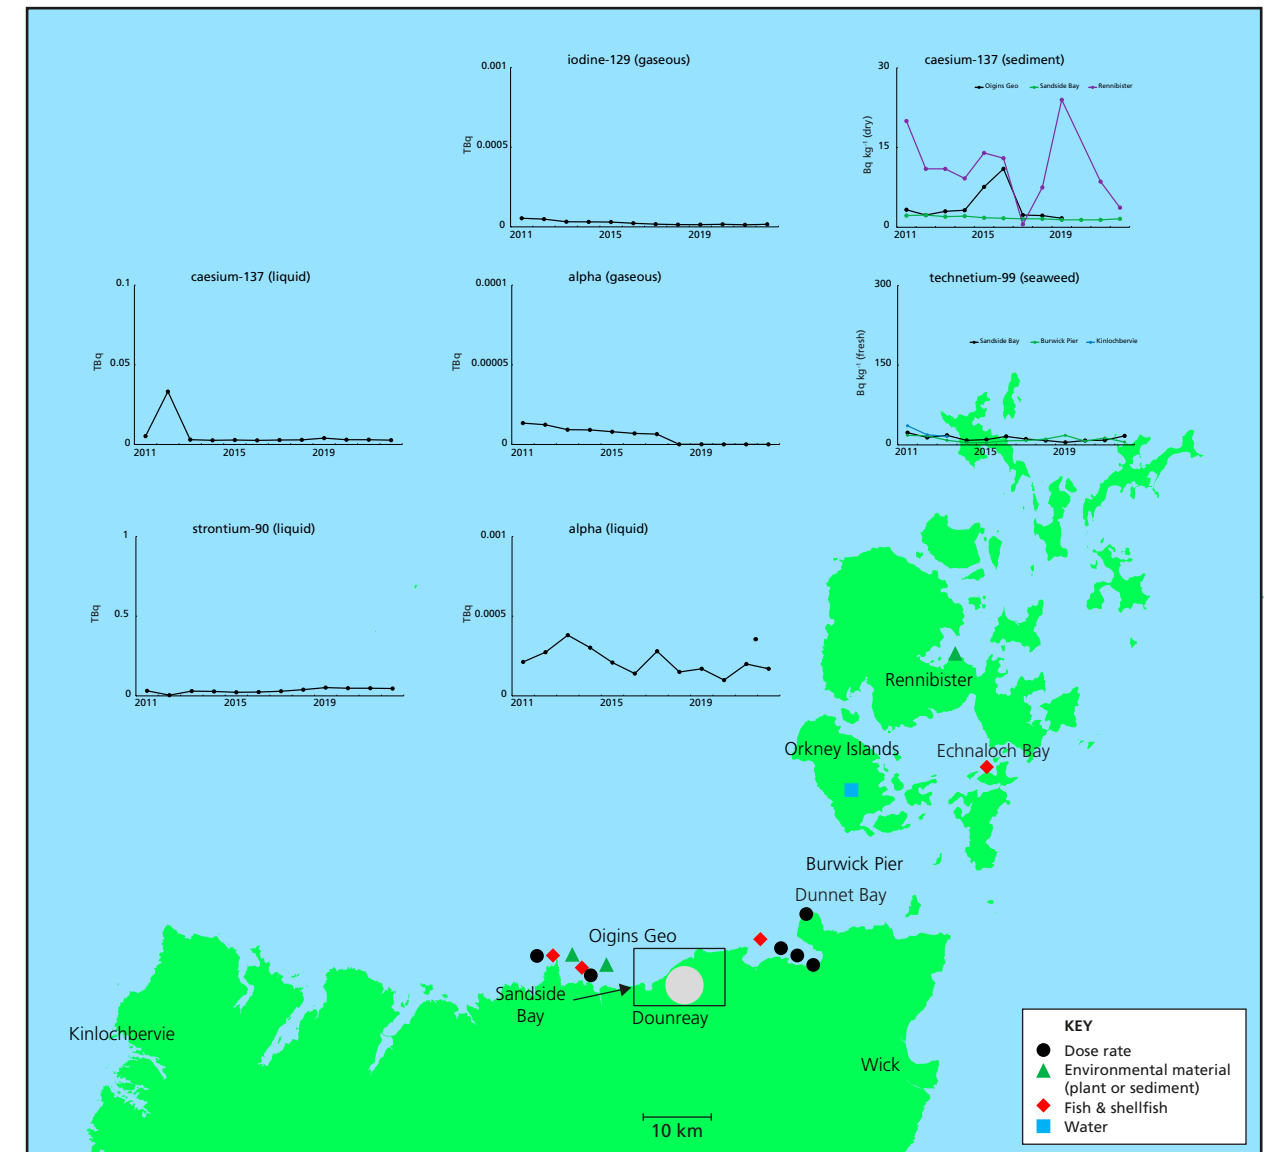 iodine-129 (gaseous)
0.001
0.0005
0
TBq
2011
2015
2019
caesium-137 (sediment)
30
15
0
Bq kg⁻¹ (dry)
Oigins Geo
Sandside Bay
Rennibister
2011
2015
2019
caesium-137 (liquid)
0.1
0.05
0
TBq
2011
2015
2019
alpha (gaseous)
0.0001
0.00005
0
TBq
2011
2015
2019
technetium-99 (seaweed)
300
150
0
Bq kg⁻¹ (fresh)
Sandside Bay
Burwick Pier
Kinlochbervie
2011
2015
2019
strontium-90 (liquid)
1
0.5
0
TBq
2011
2015
2019
alpha (liquid)
0.001
0.0005
0
TBq
2011
2015
2019
Rennibister
Orkney Islands
Echnaloch Bay
Burwick Pier
Dunnet Bay
Oigins Geo
Sandside
Bay
Dounreay
Kinlochbervie
Wick
10 km
KEY
Dose rate
Environmental material
(plant or sediment)
Fish & shellfish
Water